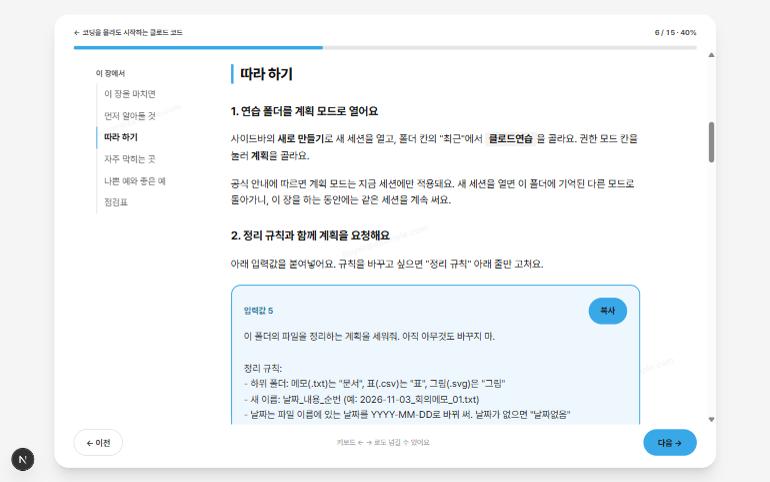 ← 코딩을 몰라도 시작하는 클로드 코드
6 / 15 · 40%
이 장에서
이 장을 마치면
먼저 알아둘 것
따라 하기
자주 막히는 곳
나쁜 예와 좋은 예
점검표
따라 하기
1. 연습 폴더를 계획 모드로 열어요
사이드바의 새로 만들기로 새 세션을 열고, 폴더 칸의 "최근"에서 클로드연습 을 골라요. 권한 모드 칸을
눌러 계획을 골라요.
공식 안내에 따르면 계획 모드는 지금 세션에만 적용돼요. 새 세션을 열면 이 폴더에 기억된 다른 모드로
돌아가니, 이 장을 하는 동안에는 같은 세션을 계속 써요.
2. 정리 규칙과 함께 계획을 요청해요
아래 입력값을 붙여넣어요. 규칙을 바꾸고 싶으면 "정리 규칙" 아래 줄만 고쳐요.
입력값 5
복사
이 폴더의 파일을 정리하는 계획을 세워줘. 아직 아무것도 바꾸지 마.
정리 규칙:
- 하위 폴더: 메모(.txt)는 "문서", 표(.csv)는 "표", 그림(.svg)은 "그림"
- 새 이름: 날짜_내용_순번 (예: 2026-11-03_회의메모_01.txt)
- 날짜는 파일 이름에 있는 날짜를 YYYY-MM-DD로 바꿔 써. 날짜가 없으면 "날짜없음"
← 이전
키보드 ← → 로도 넘길 수 있어요
다음 →
N